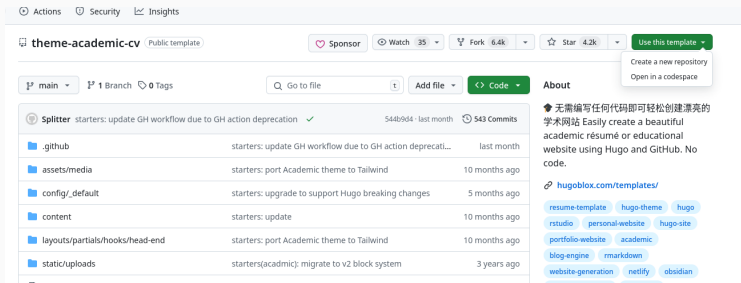 Actions Security Insights
theme-academic-cv Public template Sponsor Watch 35 Fork 6.4k Star 4.2k Use this template
Create a new repository
Open in a codespace
main 1 Branch 0 Tags Go to file t Add file Code About
Splitter starters: update GH workflow due to GH action deprecation 544b9d4 · last month 543 Commits
.github starters: update GH workflow due to GH action deprecati... last month
assets/media starters: port Academic theme to Tailwind 10 months ago
config/_default starters: upgrade to support Hugo breaking changes 5 months ago
content starters: update 10 months ago
layouts/partials/hooks/head-end starters: port Academic theme to Tailwind 10 months ago
static/uploads starters(acadmic): migrate to v2 block system 3 years ago
无需编写任何代码即可轻松创建漂亮的
学术网站 Easily create a beautiful
academic résumé or educational
website using Hugo and GitHub. No
code.
hugoblox.com/templates/
resume-template hugo-theme hugo
rstudio personal-website hugo-site
portfolio-website academic
blog-engine rmarkdown
website-generation netlify obsidian